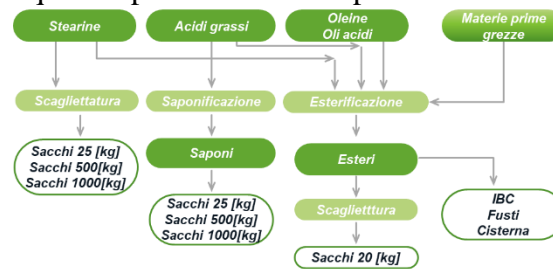 Stearine
Acidi grassi
Oleine
Oli acidi
Materie prime
grezze
Scagliettatura
Saponificazione
Esterificazione
Sacchi 25 [kg]
Sacchi 500[kg]
Sacchi 1000[kg]
Saponi
Esteri
Sacchi 25 [kg]
Sacchi 500[kg]
Sacchi 1000[kg]
Scaglietttura
IBC
Fusti
Cisterna
Sacchi 20 [kg]